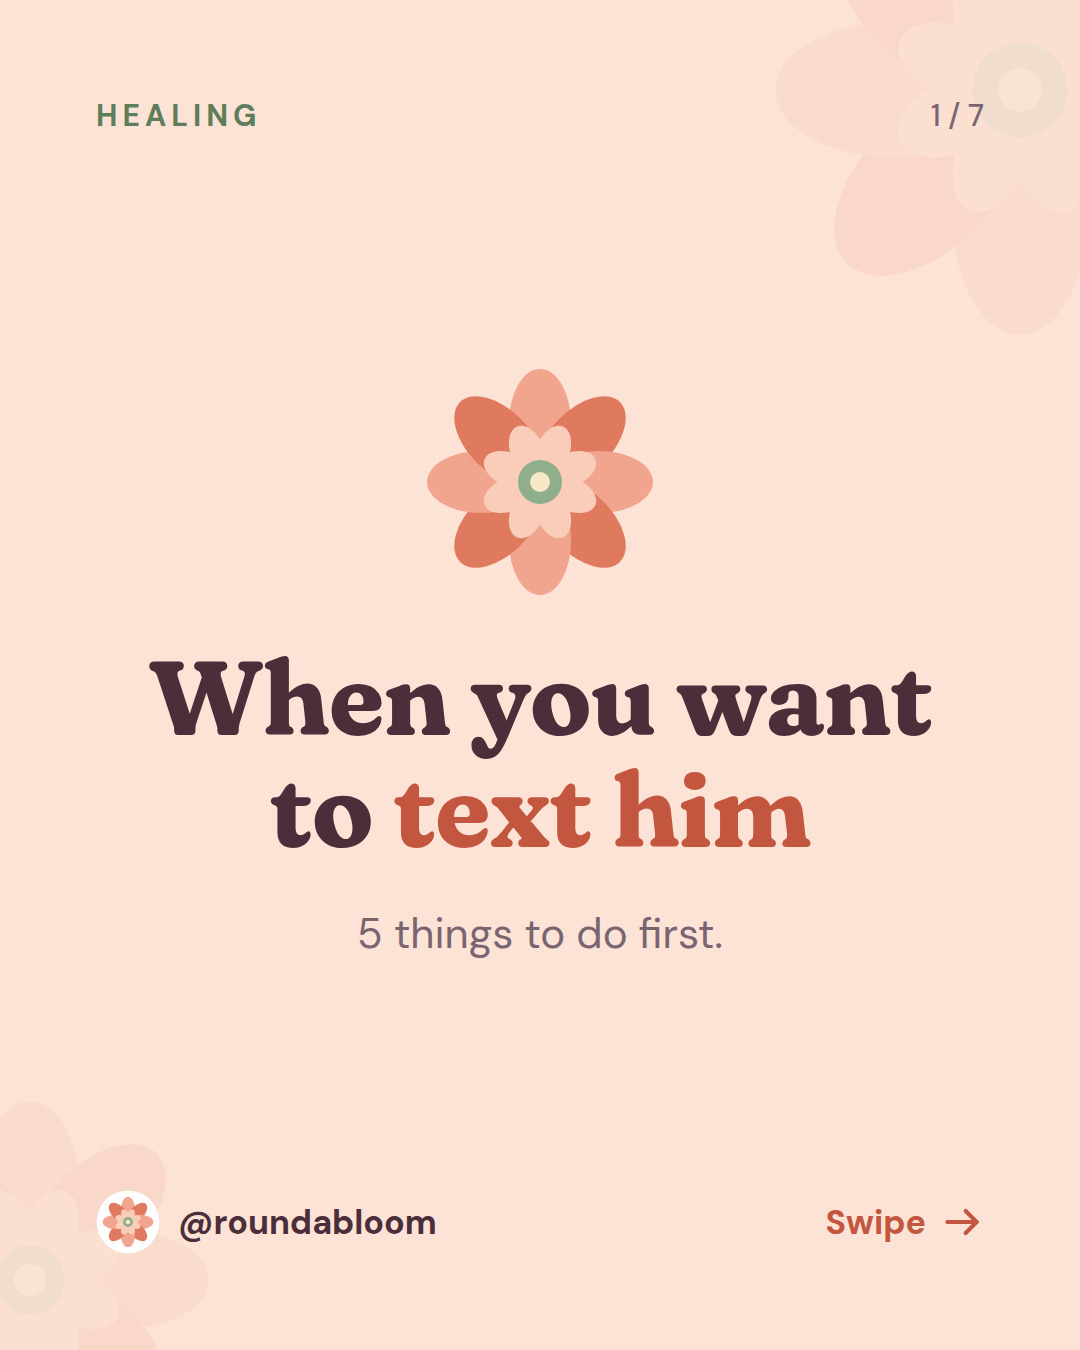 HEALING
1 / 7
When you want
to text him
5 things to do first.
@roundabloom
Swipe →